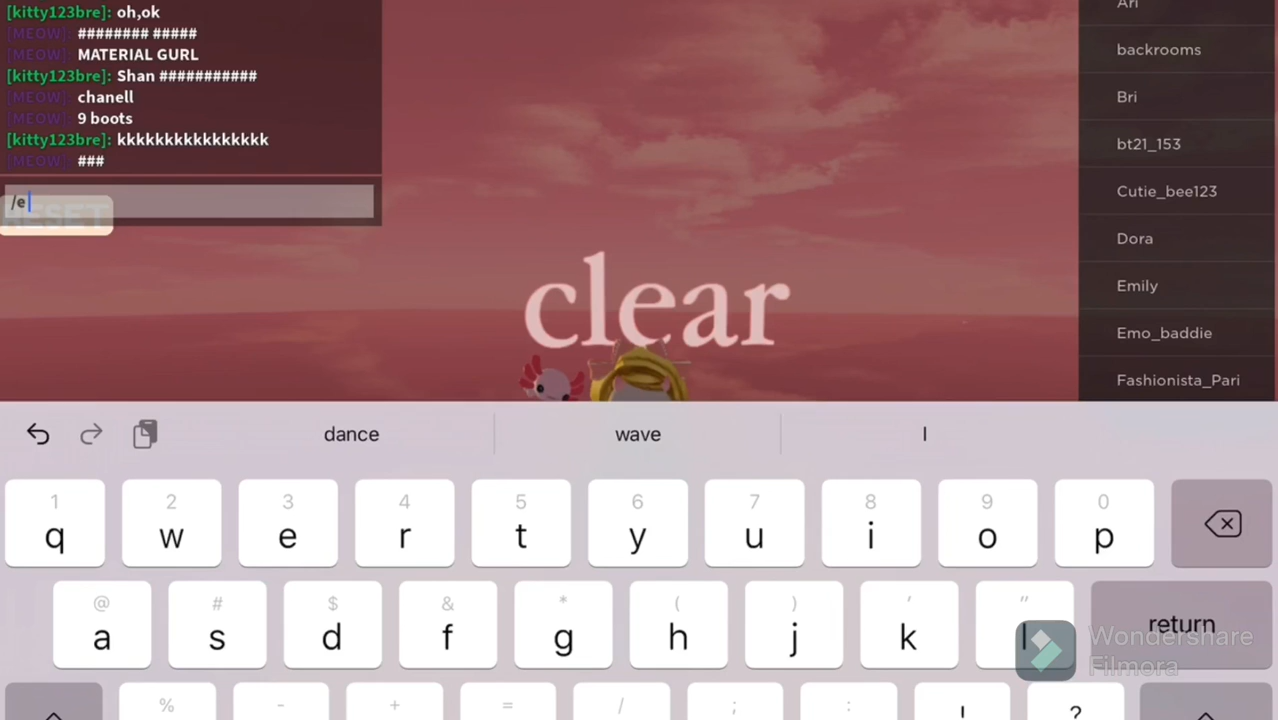 [kitty123bre]: oh,ok
[MEOW]: ######## #####
[MEOW]: MATERIAL GURL
[kitty123bre]: Shan ###########
[MEOW]: chanell
[MEOW]: 9 boots
[kitty123bre]: kkkkkkkkkkkkkkkk
[MEOW]: ###
/e
RESET
clear
Ari
backrooms
Bri
bt21_153
Cutie_bee123
Dora
Emily
Emo_baddie
Fashionista_Pari
dance wave I
1 2 3 4 5 6 7 8 9 0
q w e r t y u i o p
@ # $ & * ( ) ' "
a s d f g h j k l return
Wondershare
Filmora
% - + = / ; : ! ?